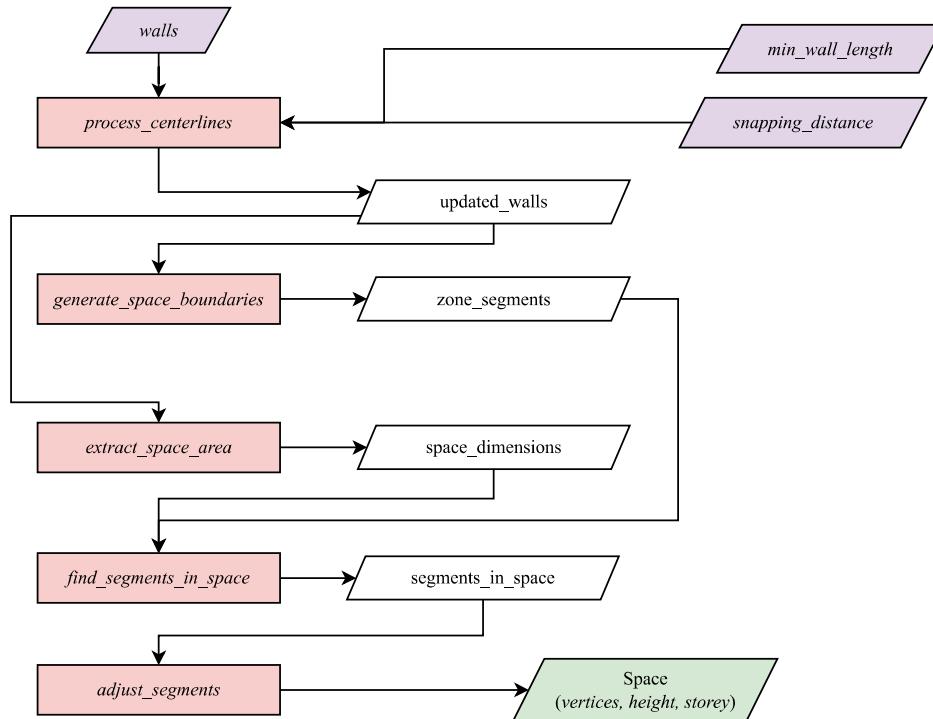 walls
min_wall_length
process_centerlines
snapping_distance
updated_walls
generate_space_boundaries
zone_segments
extract_space_area
space_dimensions
find_segments_in_space
segments_in_space
adjust_segments
Space
(vertices, height, storey)